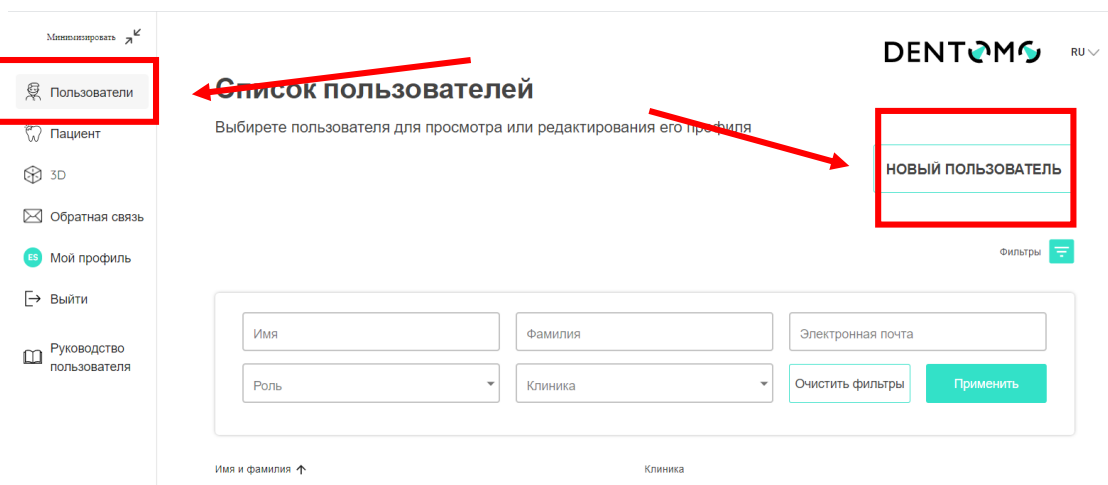 Минимизировать
Пользователи
Пациент
3D
Обратная связь
ES
Мой профиль
Выйти
Руководство
пользователя
DENTOMO
RU
Список пользователей
Выбирете пользователя для просмотра или редактирования его профиля
НОВЫЙ ПОЛЬЗОВАТЕЛЬ
Фильтры
Имя
Фамилия
Электронная почта
Роль
Клиника
Очистить фильтры
Применить
Имя и фамилия
Клиника